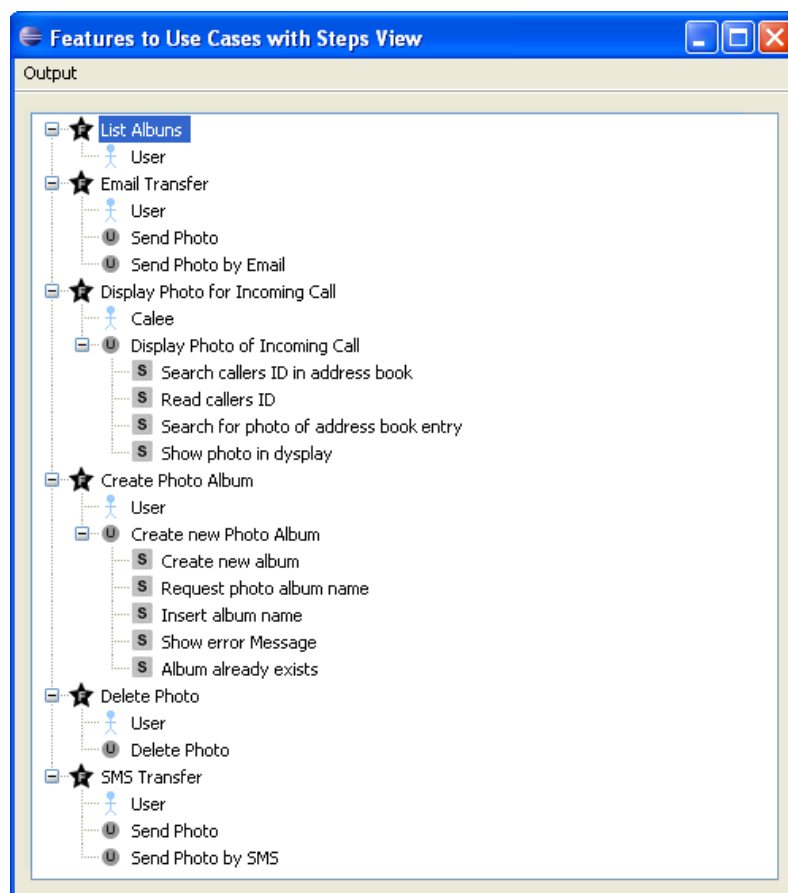 Features to Use Cases with Steps View
Output
F List Albuns
User
F Email Transfer
User
U Send Photo
U Send Photo by Email
F Display Photo for Incoming Call
Calee
U Display Photo of Incoming Call
S Search callers ID in address book
S Read callers ID
S Search for photo of address book entry
S Show photo in dysplay
F Create Photo Album
User
U Create new Photo Album
S Create new album
S Request photo album name
S Insert album name
S Show error Message
S Album already exists
F Delete Photo
User
U Delete Photo
F SMS Transfer
User
U Send Photo
U Send Photo by SMS